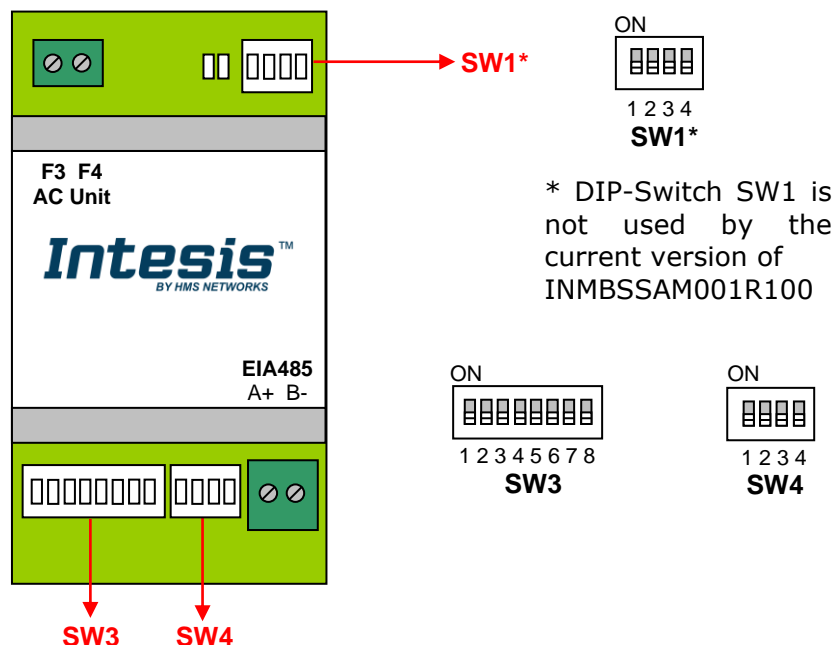 ON
SW1*
1 2 3 4
SW1*
F3 F4
AC Unit
Intesis™
BY HMS NETWORKS
* DIP-Switch SW1 is
not used by the
current version of
INMBSSAM001R100
EIA485
A+ B-
ON
1 2 3 4 5 6 7 8
SW3
ON
1 2 3 4
SW4
SW3
SW4